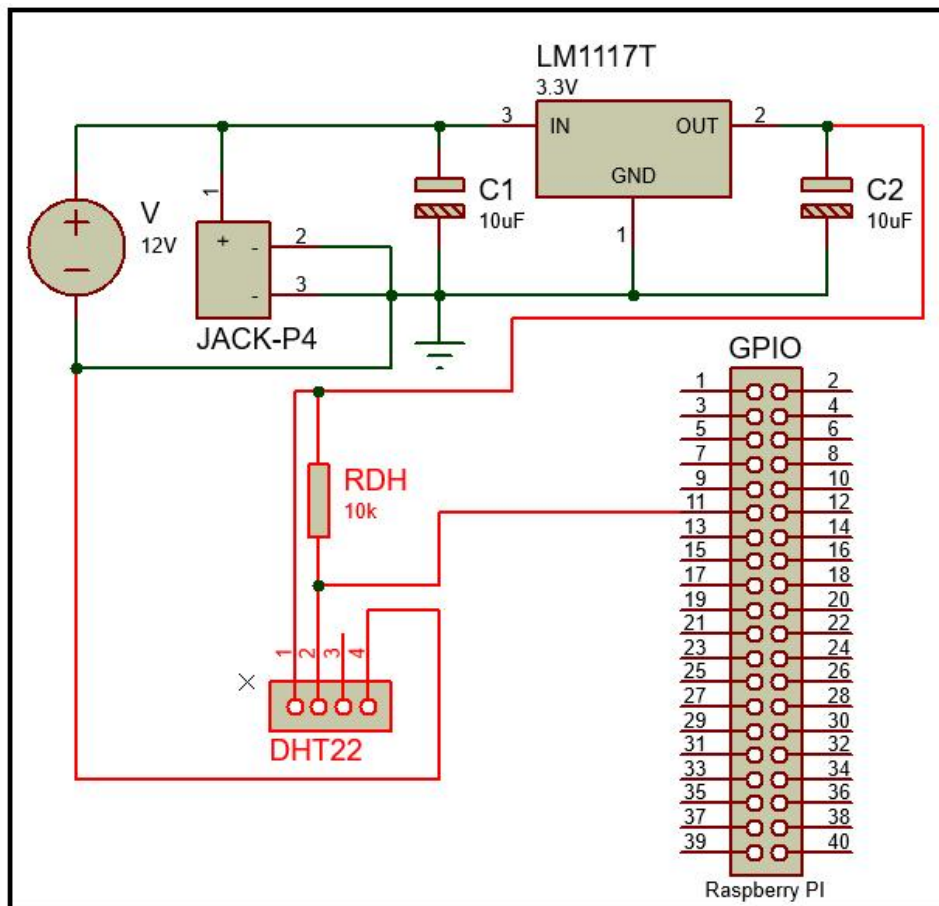 LM1117T
3.3V
3
IN
OUT
2
GND
1
V
12V
1
+
-
2
-
3
JACK-P4
C1
10uF
C2
10uF
GPIO
1 2
3 4
5 6
7 8
9 10
11 12
13 14
15 16
17 18
19 20
21 22
23 24
25 26
27 28
29 30
31 32
33 34
35 36
37 38
39 40
Raspberry PI
RDH
10k
1
2
3
4
DHT22